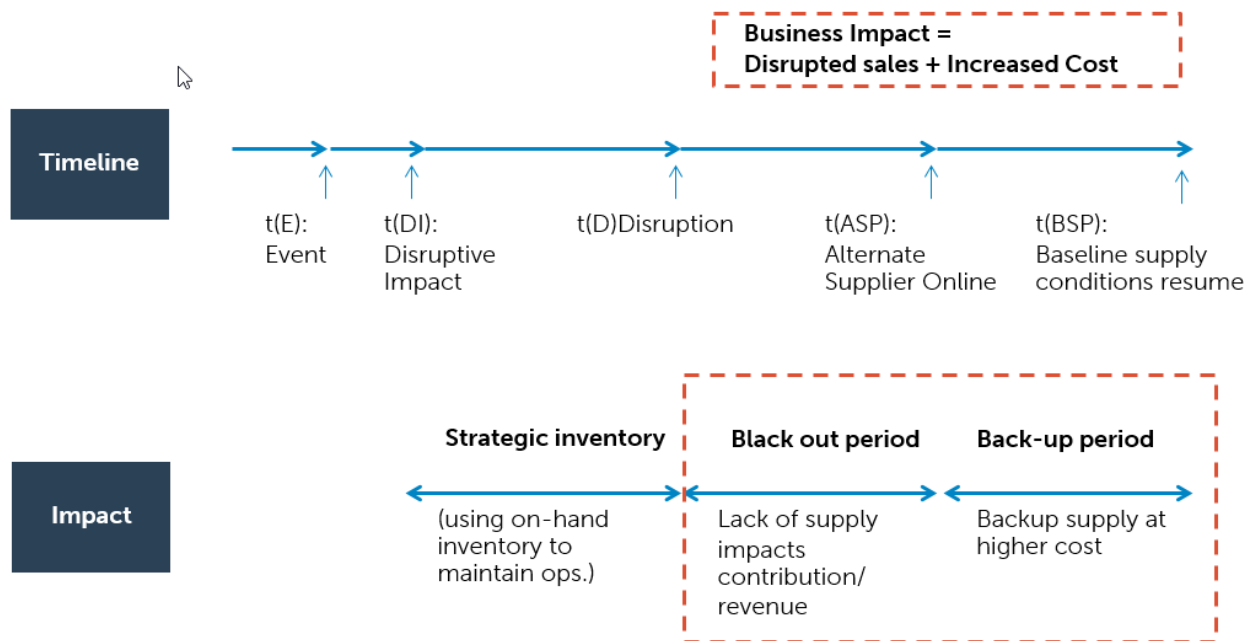 Business Impact =
Disrupted sales + Increased Cost
Timeline
t(E):
Event
t(DI):
Disruptive
Impact
t(D)Disruption
t(ASP):
Alternate
Supplier Online
t(BSP):
Baseline supply
conditions resume
Impact
Strategic inventory
(using on-hand
inventory to
maintain ops.)
Black out period
Lack of supply
impacts
contribution/
revenue
Back-up period
Backup supply at
higher cost